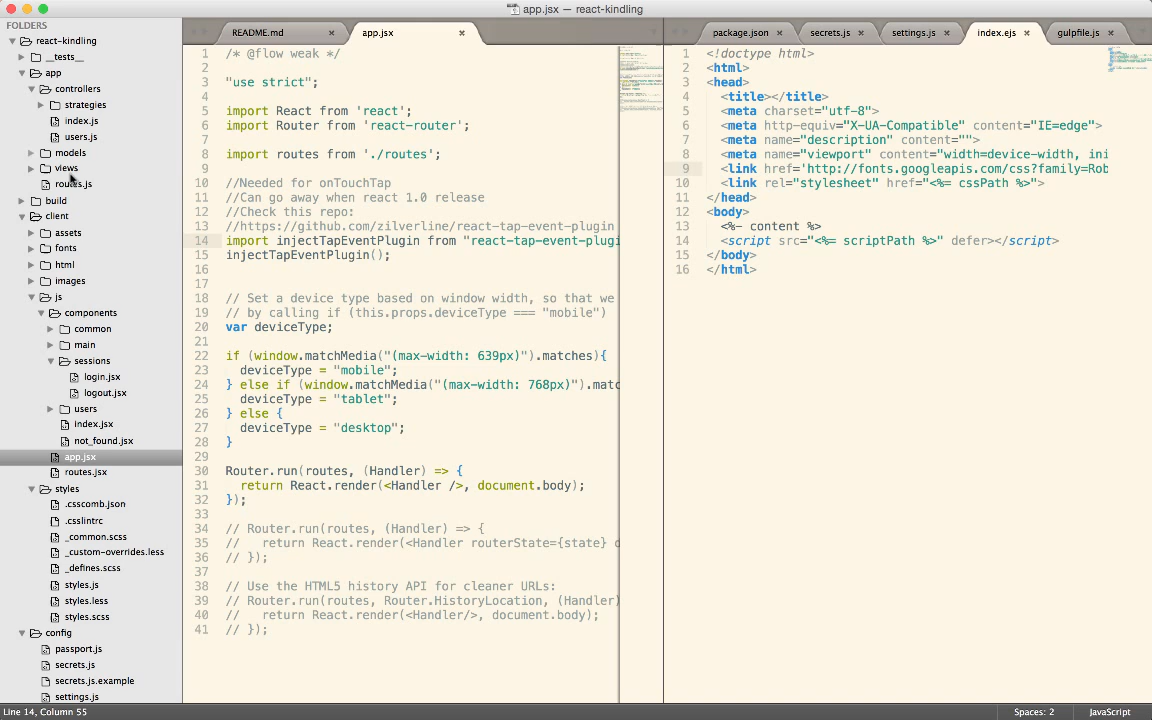 app.jsx — react-kindling
FOLDERS
react-kindling
__tests__
app
controllers
strategies
index.js
users.js
models
views
routes.js
build
client
assets
fonts
html
images
js
components
common
main
sessions
login.jsx
logout.jsx
users
index.jsx
not_found.jsx
app.jsx
routes.jsx
styles
.csscomb.json
.csslintrc
_common.scss
_custom-overrides.less
_defines.scss
styles.js
styles.less
styles.scss
config
passport.js
secrets.js
secrets.js.example
settings.js
README.md × app.jsx ×
1 /* @flow weak */
2
3 "use strict";
4
5 import React from 'react';
6 import Router from 'react-router';
7
8 import routes from './routes';
9
10 //Needed for onTouchTap
11 //Can go away when react 1.0 release
12 //Check this repo:
13 //https://github.com/zilverline/react-tap-event-plugin
14 import injectTapEventPlugin from "react-tap-event-plugi
15 injectTapEventPlugin();
16
17
18 // Set a device type based on window width, so that we
19 // by calling if (this.props.deviceType === "mobile")
20 var deviceType;
21
22 if (window.matchMedia("(max-width: 639px)").matches){
23   deviceType = "mobile";
24 } else if (window.matchMedia("(max-width: 768px)").matc
25   deviceType = "tablet";
26 } else {
27   deviceType = "desktop";
28 }
29
30 Router.run(routes, (Handler) => {
31   return React.render(<Handler />, document.body);
32 });
33
34 // Router.run(routes, (Handler) => {
35 //   return React.render(<Handler routerState={state} d
36 // });
37
38 // Use the HTML5 history API for cleaner URLs:
39 // Router.run(routes, Router.HistoryLocation, (Handler)
40 //   return React.render(<Handler/>, document.body);
41 // });
package.json × secrets.js × settings.js × index.ejs × gulpfile.js ×
1 <!doctype html>
2 <html>
3 <head>
4   <title></title>
5   <meta charset="utf-8">
6   <meta http-equiv="X-UA-Compatible" content="IE=edge">
7   <meta name="description" content="">
8   <meta name="viewport" content="width=device-width, ini
9   <link href='http://fonts.googleapis.com/css?family=Rob
10   <link rel="stylesheet" href="<%= cssPath %>">
11 </head>
12 <body>
13   <%- content %>
14   <script src="<%= scriptPath %>" defer></script>
15 </body>
16 </html>
Line 14, Column 55
Spaces: 2
JavaScript